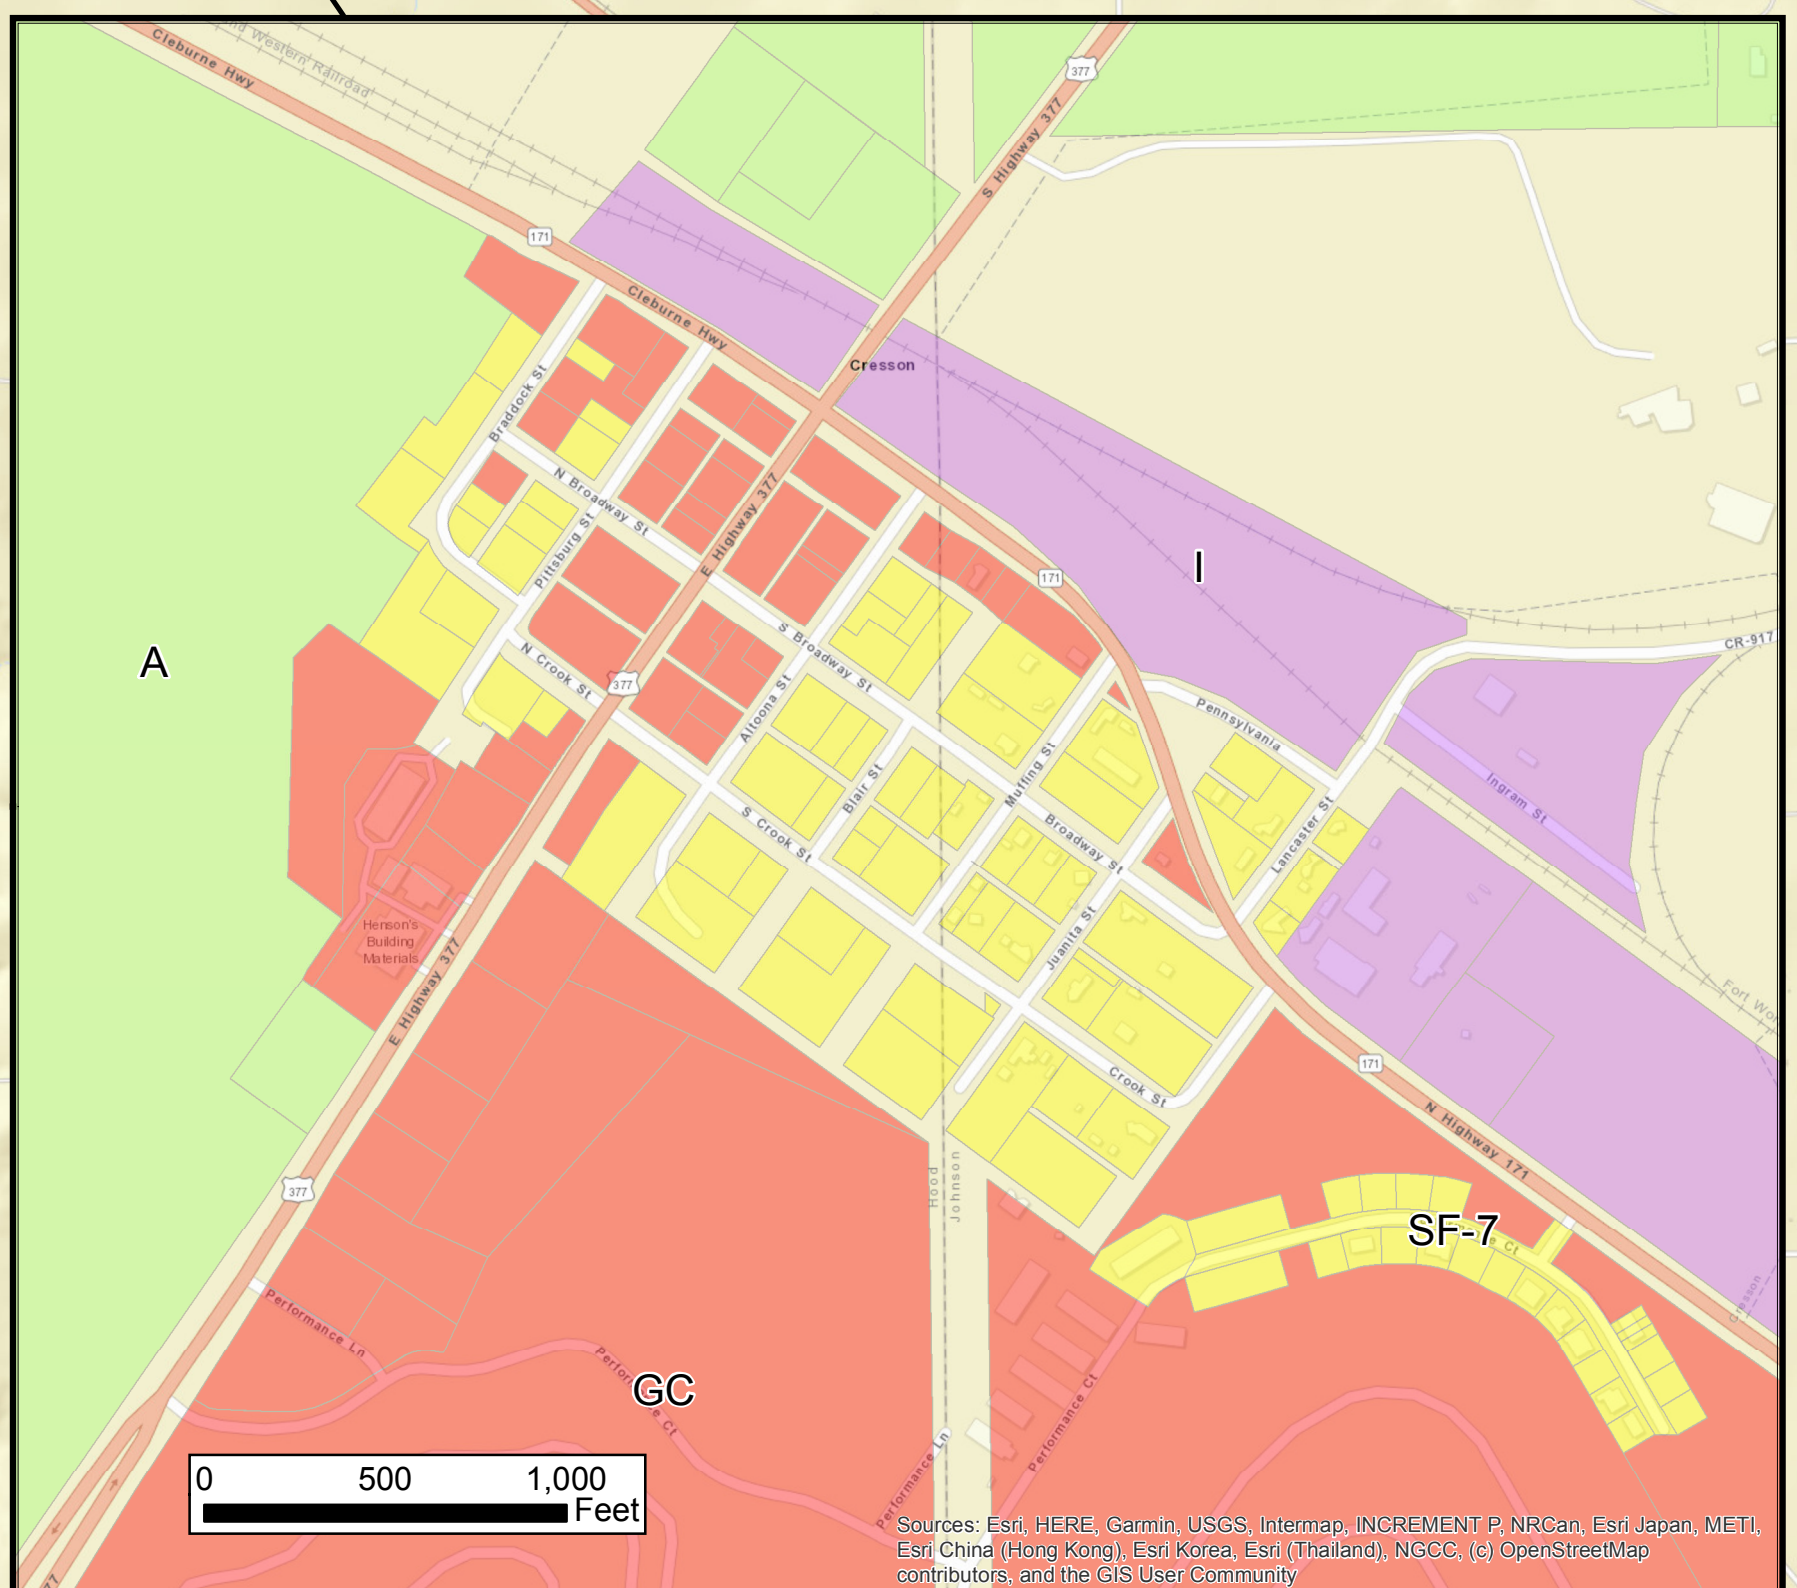 Cleburne Hwy
nd Western Railroad
377
S Highway 377
171
Cleburne Hwy
Cresson
Braddock St
N Broadway St
E Highway 377
Pittsburg St
171
I
A
S Broadway St
N Crook St
377
Altoona St
CR-917
Pennsylvania
Blair St
Muffing St
Ingram St
S Crook St
Broadway St
Lancaster St
Henson's
Building
Materials
Juanita St
E Highway 377
Fort Wor
Crook St
171
N Highway 171
Hood
Johnson
377
SF-7
Ct
Cresson
Performance Ln
GC
Ct
Performance Ct
Performance Ln
0 500 1,000
Feet
77
Sources: Esri, HERE, Garmin, USGS, Intermap, INCREMENT P, NRCan, Esri Japan, METI,
Esri China (Hong Kong), Esri Korea, Esri (Thailand), NGCC, (c) OpenStreetMap
contributors, and the GIS User Community